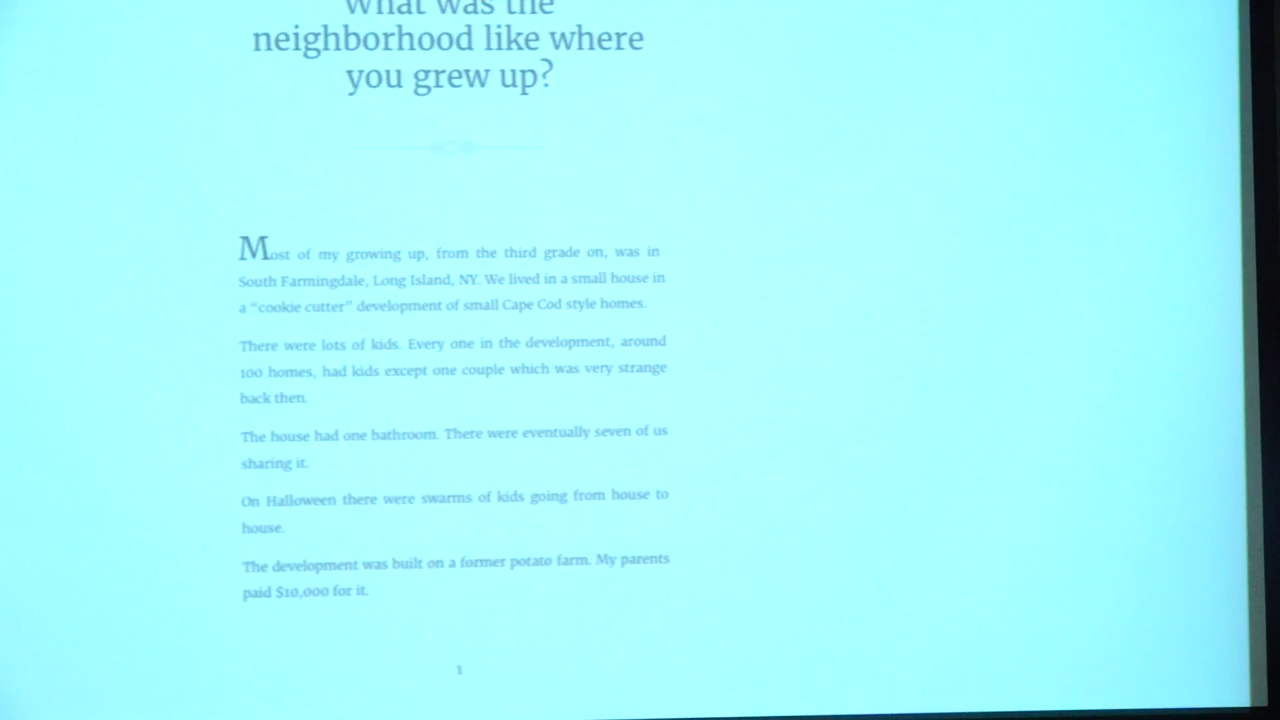 What was the
neighborhood like where
you grew up?
Most of my growing up, from the third grade on, was in
South Farmingdale, Long Island, NY. We lived in a small house in
a “cookie cutter” development of small Cape Cod style homes.
There were lots of kids. Every one in the development, around
100 homes, had kids except one couple which was very strange
back then.
The house had one bathroom. There were eventually seven of us
sharing it.
On Halloween there were swarms of kids going from house to
house.
The development was built on a former potato farm. My parents
paid $10,000 for it.
1